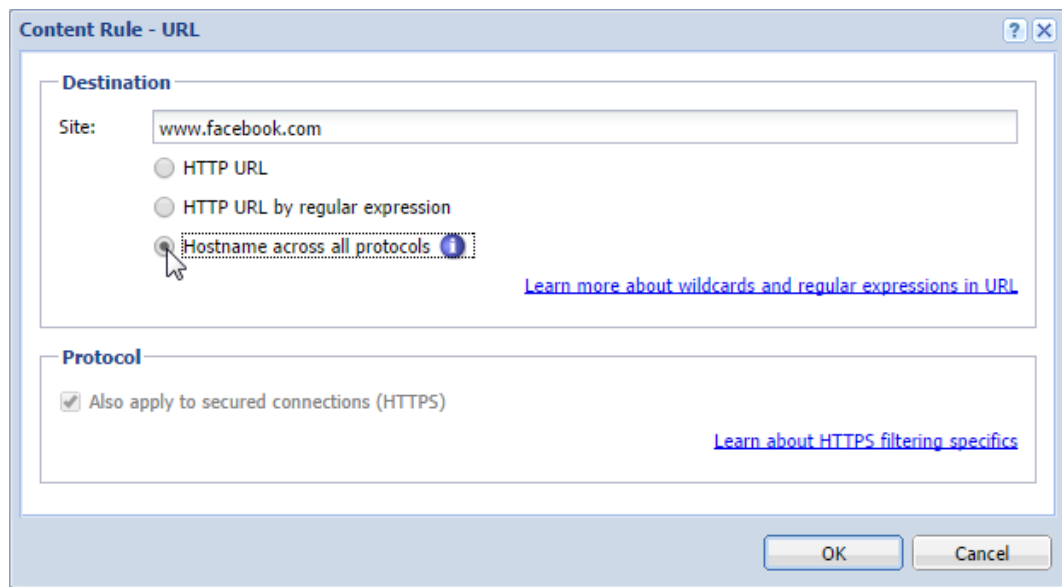 Content Rule - URL
?
Destination
Site: www.facebook.com
HTTP URL
HTTP URL by regular expression
Hostname across all protocols i
Learn more about wildcards and regular expressions in URL
Protocol
Also apply to secured connections (HTTPS)
Learn about HTTPS filtering specifics
OK Cancel